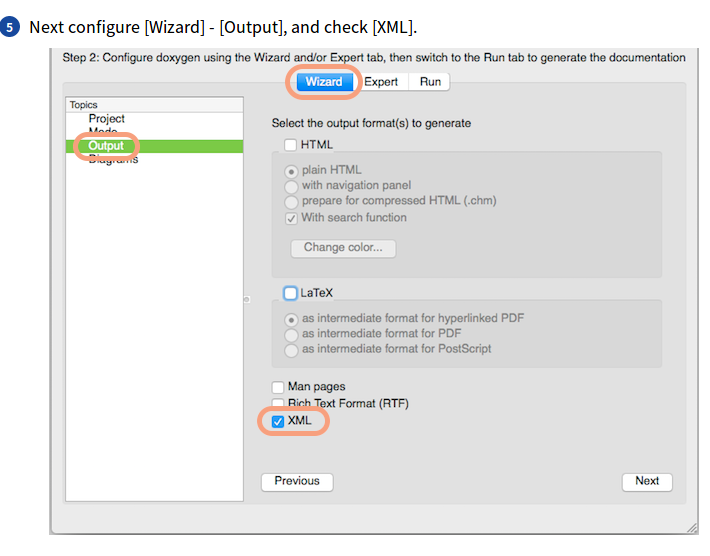 5 Next configure [Wizard] - [Output], and check [XML].
Step 2: Configure doxygen using the Wizard and/or Expert tab, then switch to the Run tab to generate the documentation
Wizard Expert Run
Topics
Project
Mode
Output
Diagrams
Select the output format(s) to generate
HTML
plain HTML
with navigation panel
prepare for compressed HTML (.chm)
With search function
Change color...
LaTeX
as intermediate format for hyperlinked PDF
as intermediate format for PDF
as intermediate format for PostScript
Man pages
Rich Text Format (RTF)
XML
Previous Next